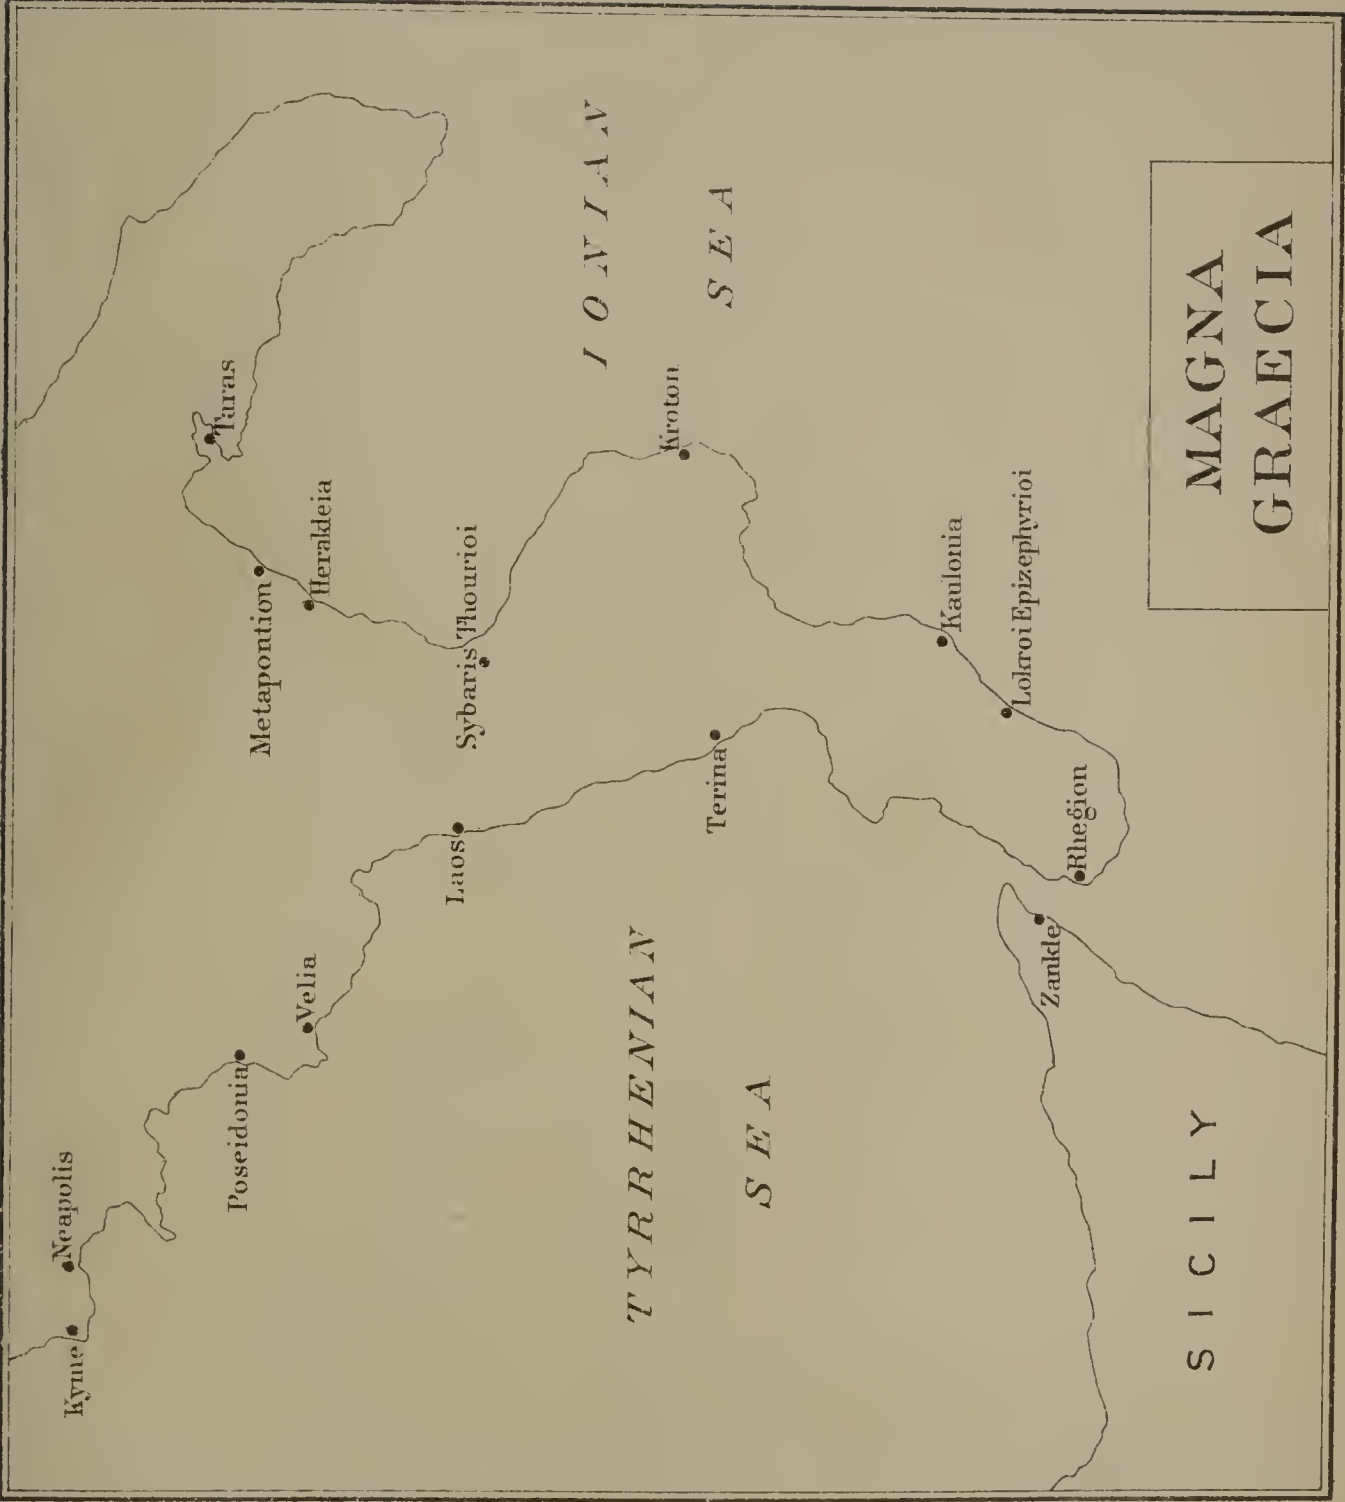 Kyme
Neapolis
Poseidonia
Velia
Metapontion
Herakleia
Taras
Laos
Sybaris Thourioi
Terina
Kroton
Kaulonia
Lokroi Epizephyrioi
Rhegion
Zankle
TYRRHENIAN
SEA
IONIAN
SEA
SICILY
MAGNA
GRAECIA